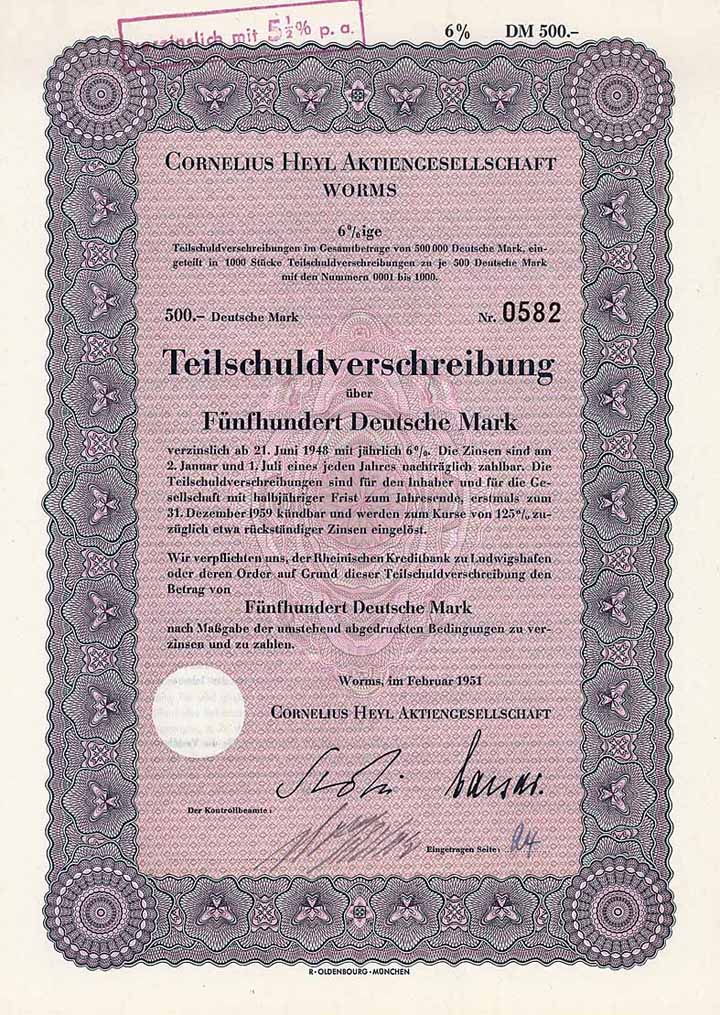 verzinslich mit 5½% p. a.
6% DM 500.–
CORNELIUS HEYL AKTIENGESELLSCHAFT
WORMS
6%ige
Teilschuldverschreibungen im Gesamtbetrage von 500 000 Deutsche Mark, ein-
geteilt in 1000 Stücke Teilschuldverschreibungen zu je 500 Deutsche Mark
mit den Nummern 0001 bis 1000.
500.– Deutsche Mark Nr. 0582
Teilschuldverschreibung
über
Fünfhundert Deutsche Mark
verzinslich ab 21. Juni 1948 mit jährlich 6%. Die Zinsen sind am
2. Januar und 1. Juli eines jeden Jahres nachträglich zahlbar. Die
Teilschuldverschreibungen sind für den Inhaber und für die Ge-
sellschaft mit halbjähriger Frist zum Jahresende, erstmals zum
31. Dezember 1959 kündbar und werden zum Kurse von 125% zu-
züglich etwa rückständiger Zinsen eingelöst.
Wir verpflichten uns, der Rheinischen Kreditbank zu Ludwigshafen
oder deren Order auf Grund dieser Teilschuldverschreibung den
Betrag von
Fünfhundert Deutsche Mark
nach Maßgabe der umstehend abgedruckten Bedingungen zu ver-
zinsen und zu zahlen.
Worms, im Februar 1951
CORNELIUS HEYL AKTIENGESELLSCHAFT
Der Kontrollbeamte:
Eingetragen Seite: 24
R·OLDENBOURG·MÜNCHEN